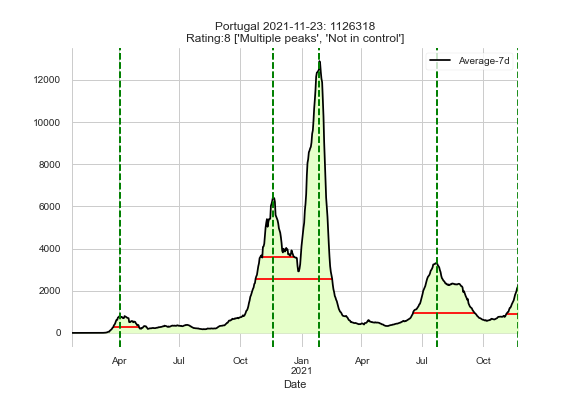 Portugal 2021-11-23: 1126318
Rating:8 ['Multiple peaks', 'Not in control']
Average-7d
12000
10000
8000
6000
4000
2000
0
Apr Jul Oct Jan Apr Jul Oct
2021
Date